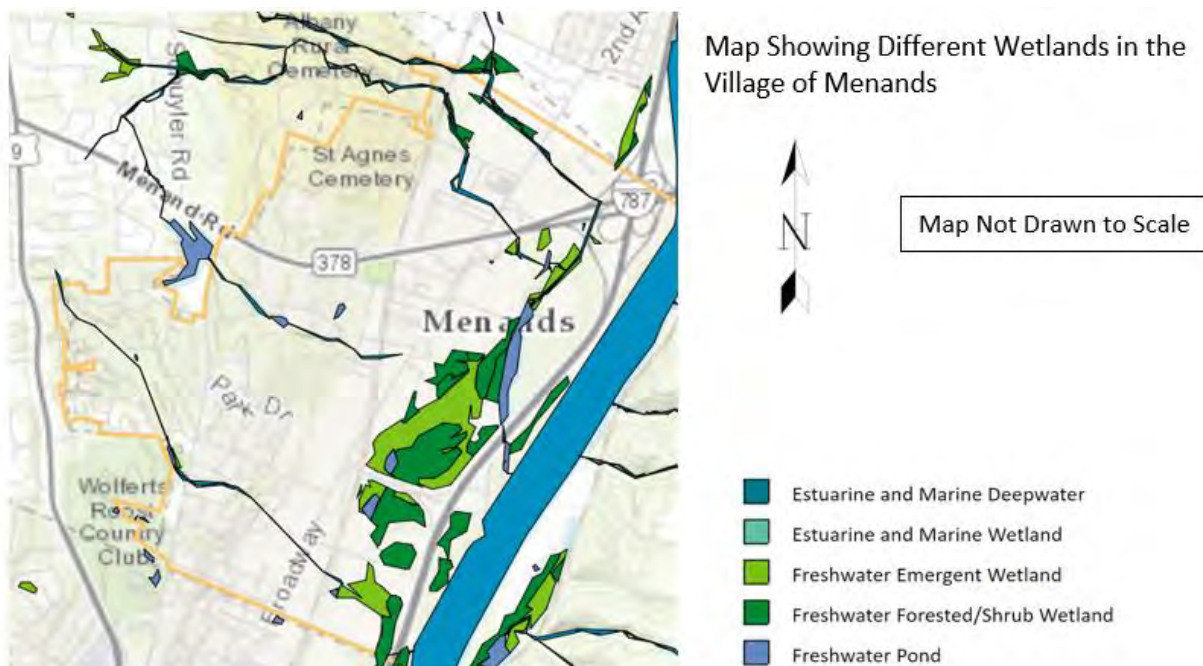 Map Showing Different Wetlands in the
Village of Menands
N
Map Not Drawn to Scale
Albany
Rural
Cemetery
2nd A
Schuyler Rd
9
St Agnes
Cemetery
Menand Rd
787
378
Menands
Park Dr
Wolferts
Roost
Country
Club
Broadway
Estuarine and Marine Deepwater
Estuarine and Marine Wetland
Freshwater Emergent Wetland
Freshwater Forested/Shrub Wetland
Freshwater Pond